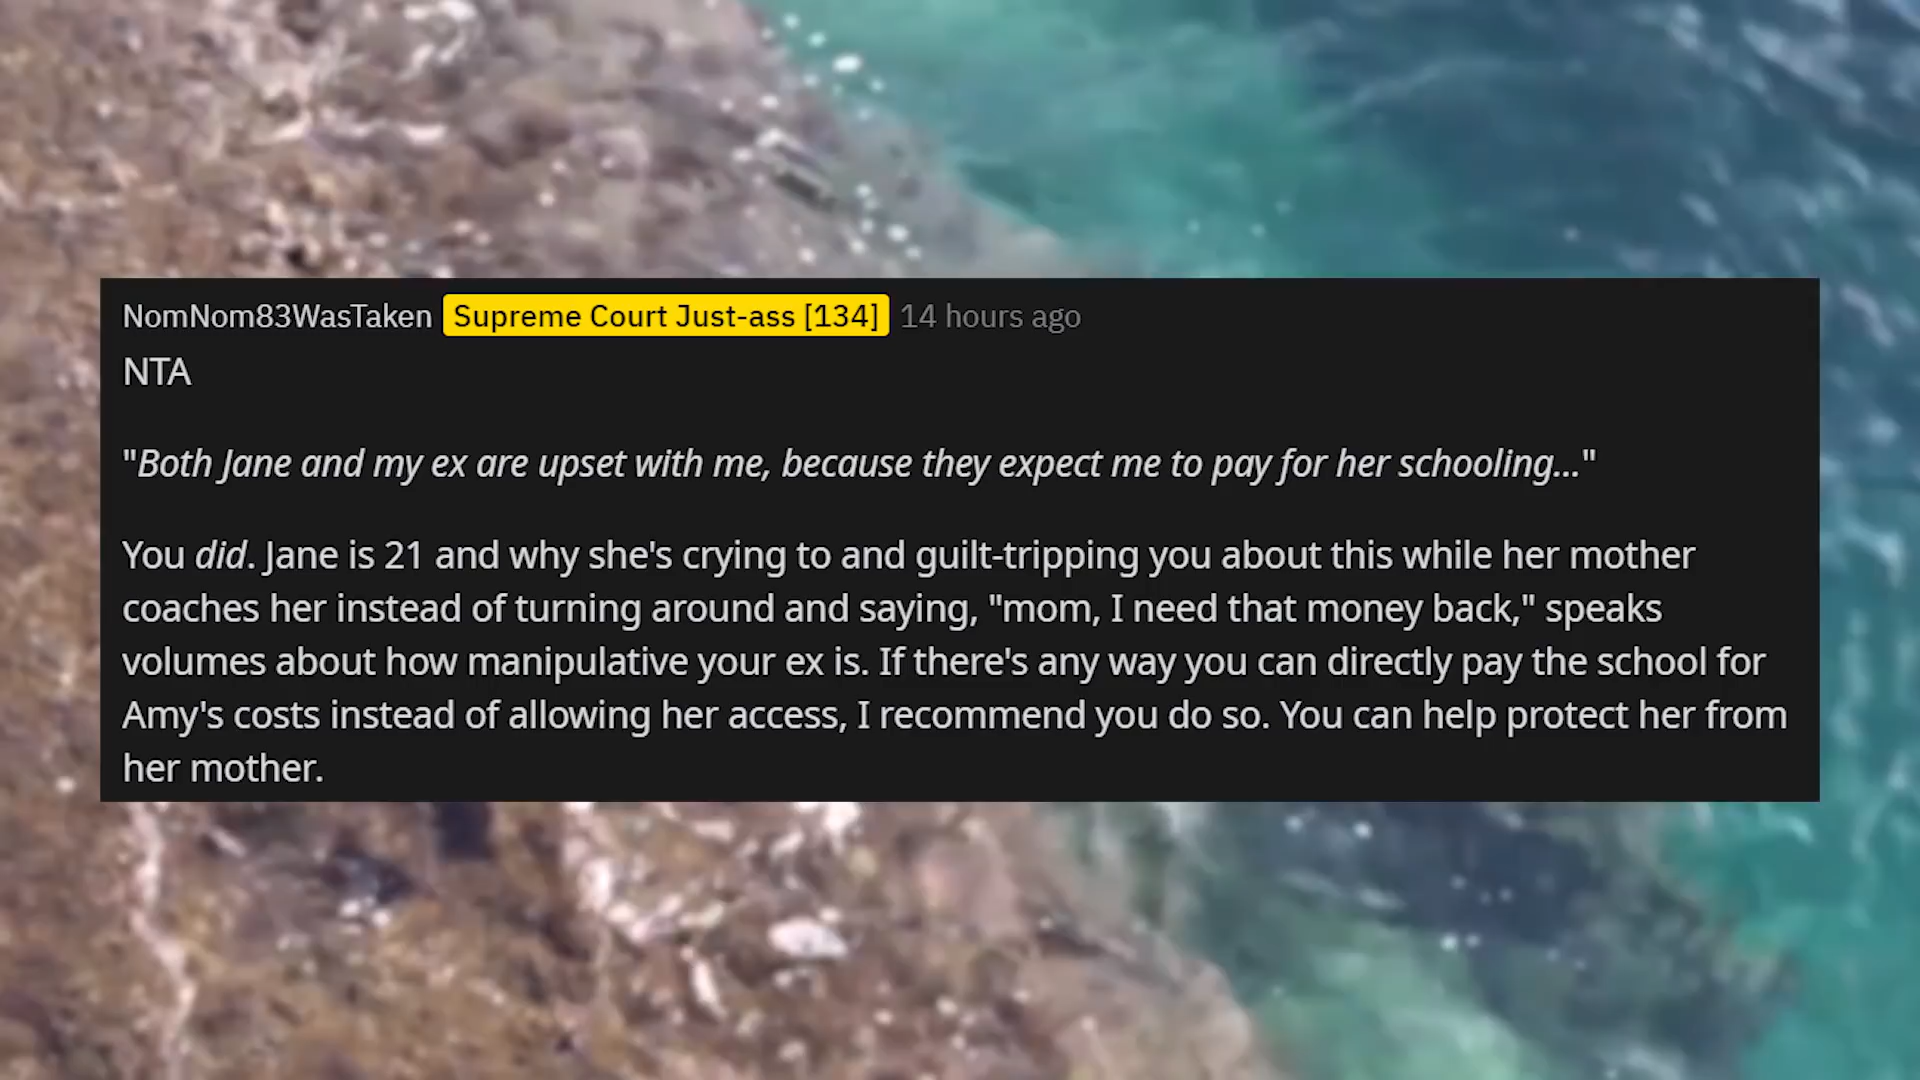 NomNom83WasTaken Supreme Court Just-ass [134] 14 hours ago
NTA
"Both Jane and my ex are upset with me, because they expect me to pay for her schooling..."
You did. Jane is 21 and why she's crying to and guilt-tripping you about this while her mother
coaches her instead of turning around and saying, "mom, I need that money back," speaks
volumes about how manipulative your ex is. If there's any way you can directly pay the school for
Amy's costs instead of allowing her access, I recommend you do so. You can help protect her from
her mother.